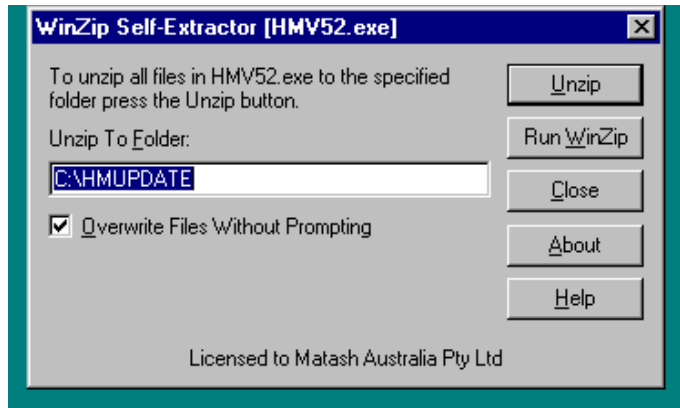 WinZip Self-Extractor [HMV52.exe]
To unzip all files in HMV52.exe to the specified
folder press the Unzip button.
Unzip To Folder:
C:\HMUPDATE
Overwrite Files Without Prompting
Unzip
Run WinZip
Close
About
Help
Licensed to Matash Australia Pty Ltd